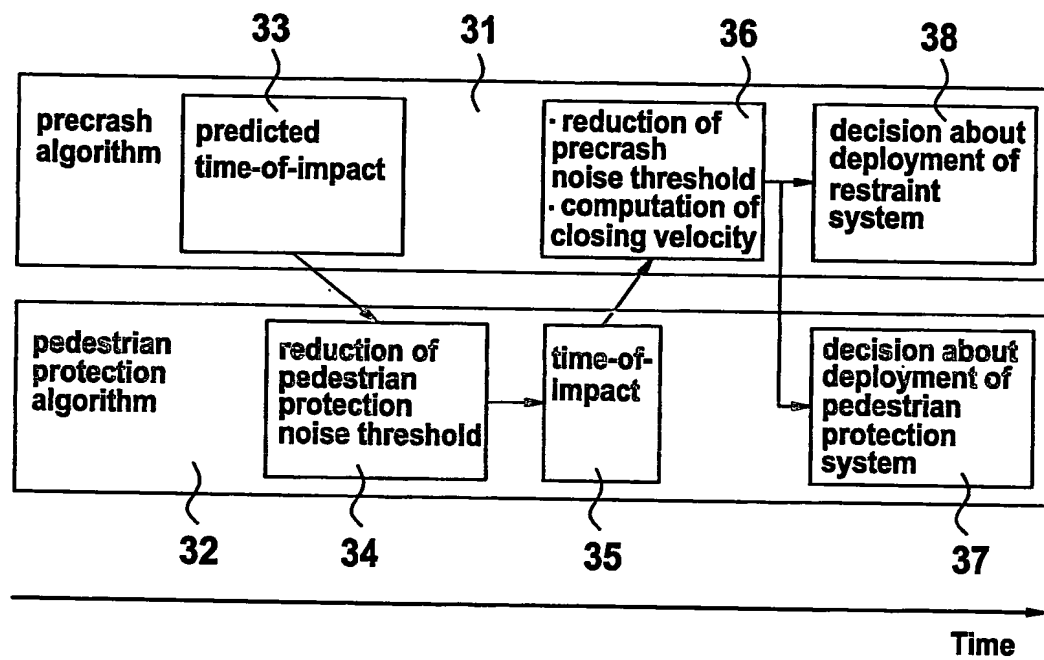 33
31
36
38
precrash
algorithm
predicted
time-of-impact
· reduction of
precrash
noise threshold
· computation of
closing velocity
decision about
deployment of
restraint
system
pedestrian
protection
algorithm
reduction of
pedestrian
protection
noise threshold
time-of-
impact
decision about
deployment of
pedestrian
protection
system
32
34
35
37
Time